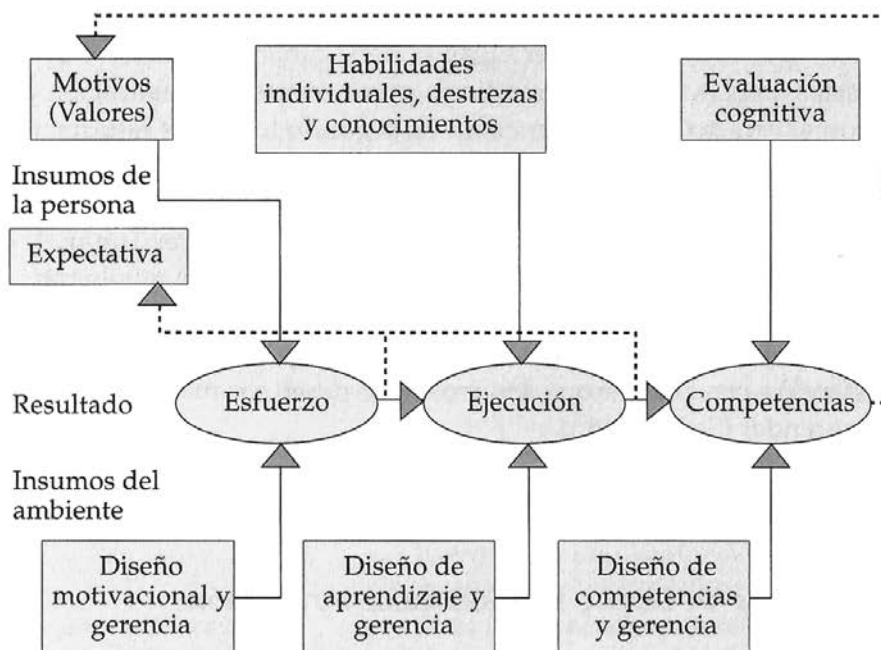 Motivos
(Valores)
Habilidades
individuales, destrezas
y conocimientos
Evaluación
cognitiva
Insumos de
la persona
Expectativa
Resultado
Esfuerzo
Ejecución
Competencias
Insumos del
ambiente
Diseño
motivacional y
gerencia
Diseño de
aprendizaje y
gerencia
Diseño de
competencias
y gerencia